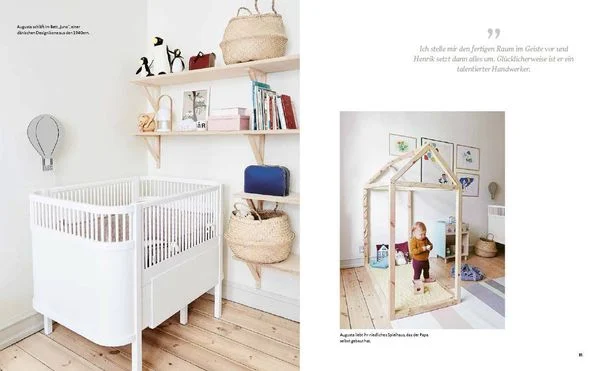 Augusta schläft im Bett „Juno“, einer
dänischen Designikone aus den 1940ern.
”
Ich stelle mir den fertigen Raum im Geiste vor und
Henrik setzt dann alles um. Glücklicherweise ist er ein
talentierter Handwerker.
Augusta liebt ihr niedliches Spielhaus, das der Papa
selbst gebaut hat.